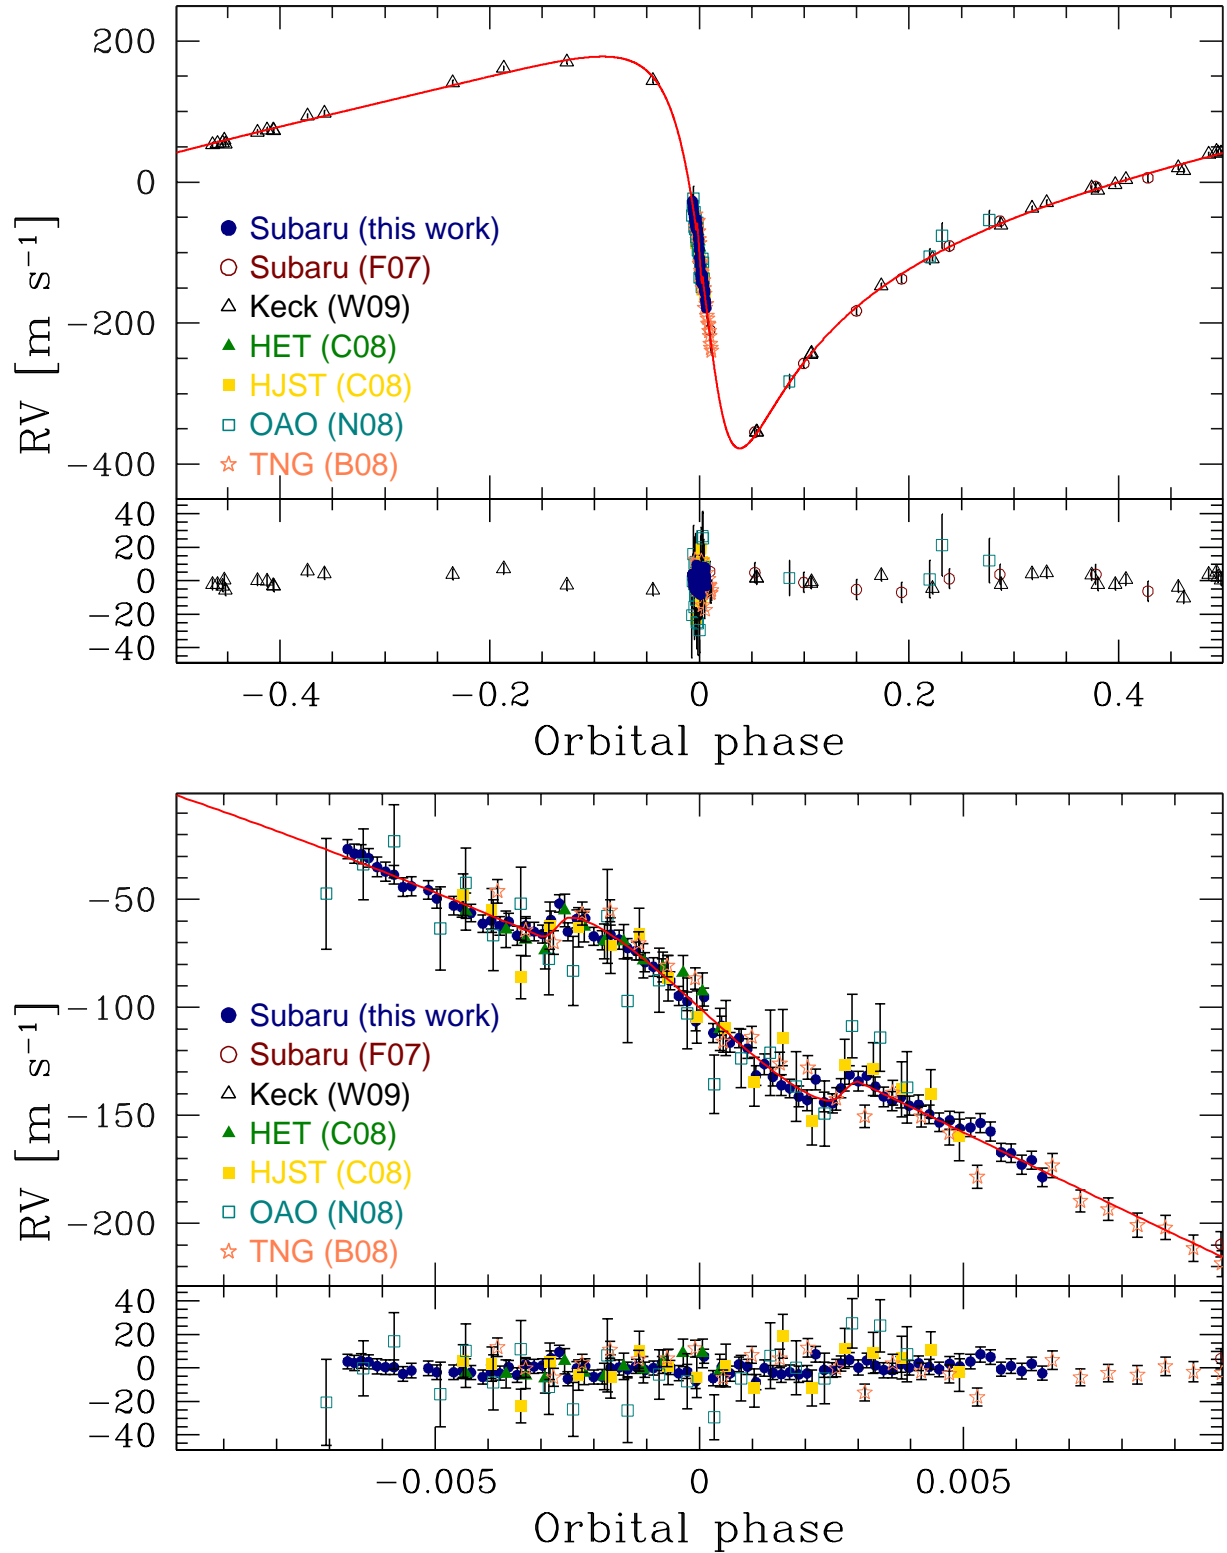 200
0
−200
−400
RV [m s⁻¹]
Subaru (this work)
Subaru (F07)
Keck (W09)
HET (C08)
HJST (C08)
OAO (N08)
TNG (B08)
40
20
0
−20
−40
−0.4 −0.2 0 0.2 0.4
Orbital phase
−50
−100
−150
−200
RV [m s⁻¹]
Subaru (this work)
Subaru (F07)
Keck (W09)
HET (C08)
HJST (C08)
OAO (N08)
TNG (B08)
40
20
0
−20
−40
−0.005 0 0.005
Orbital phase